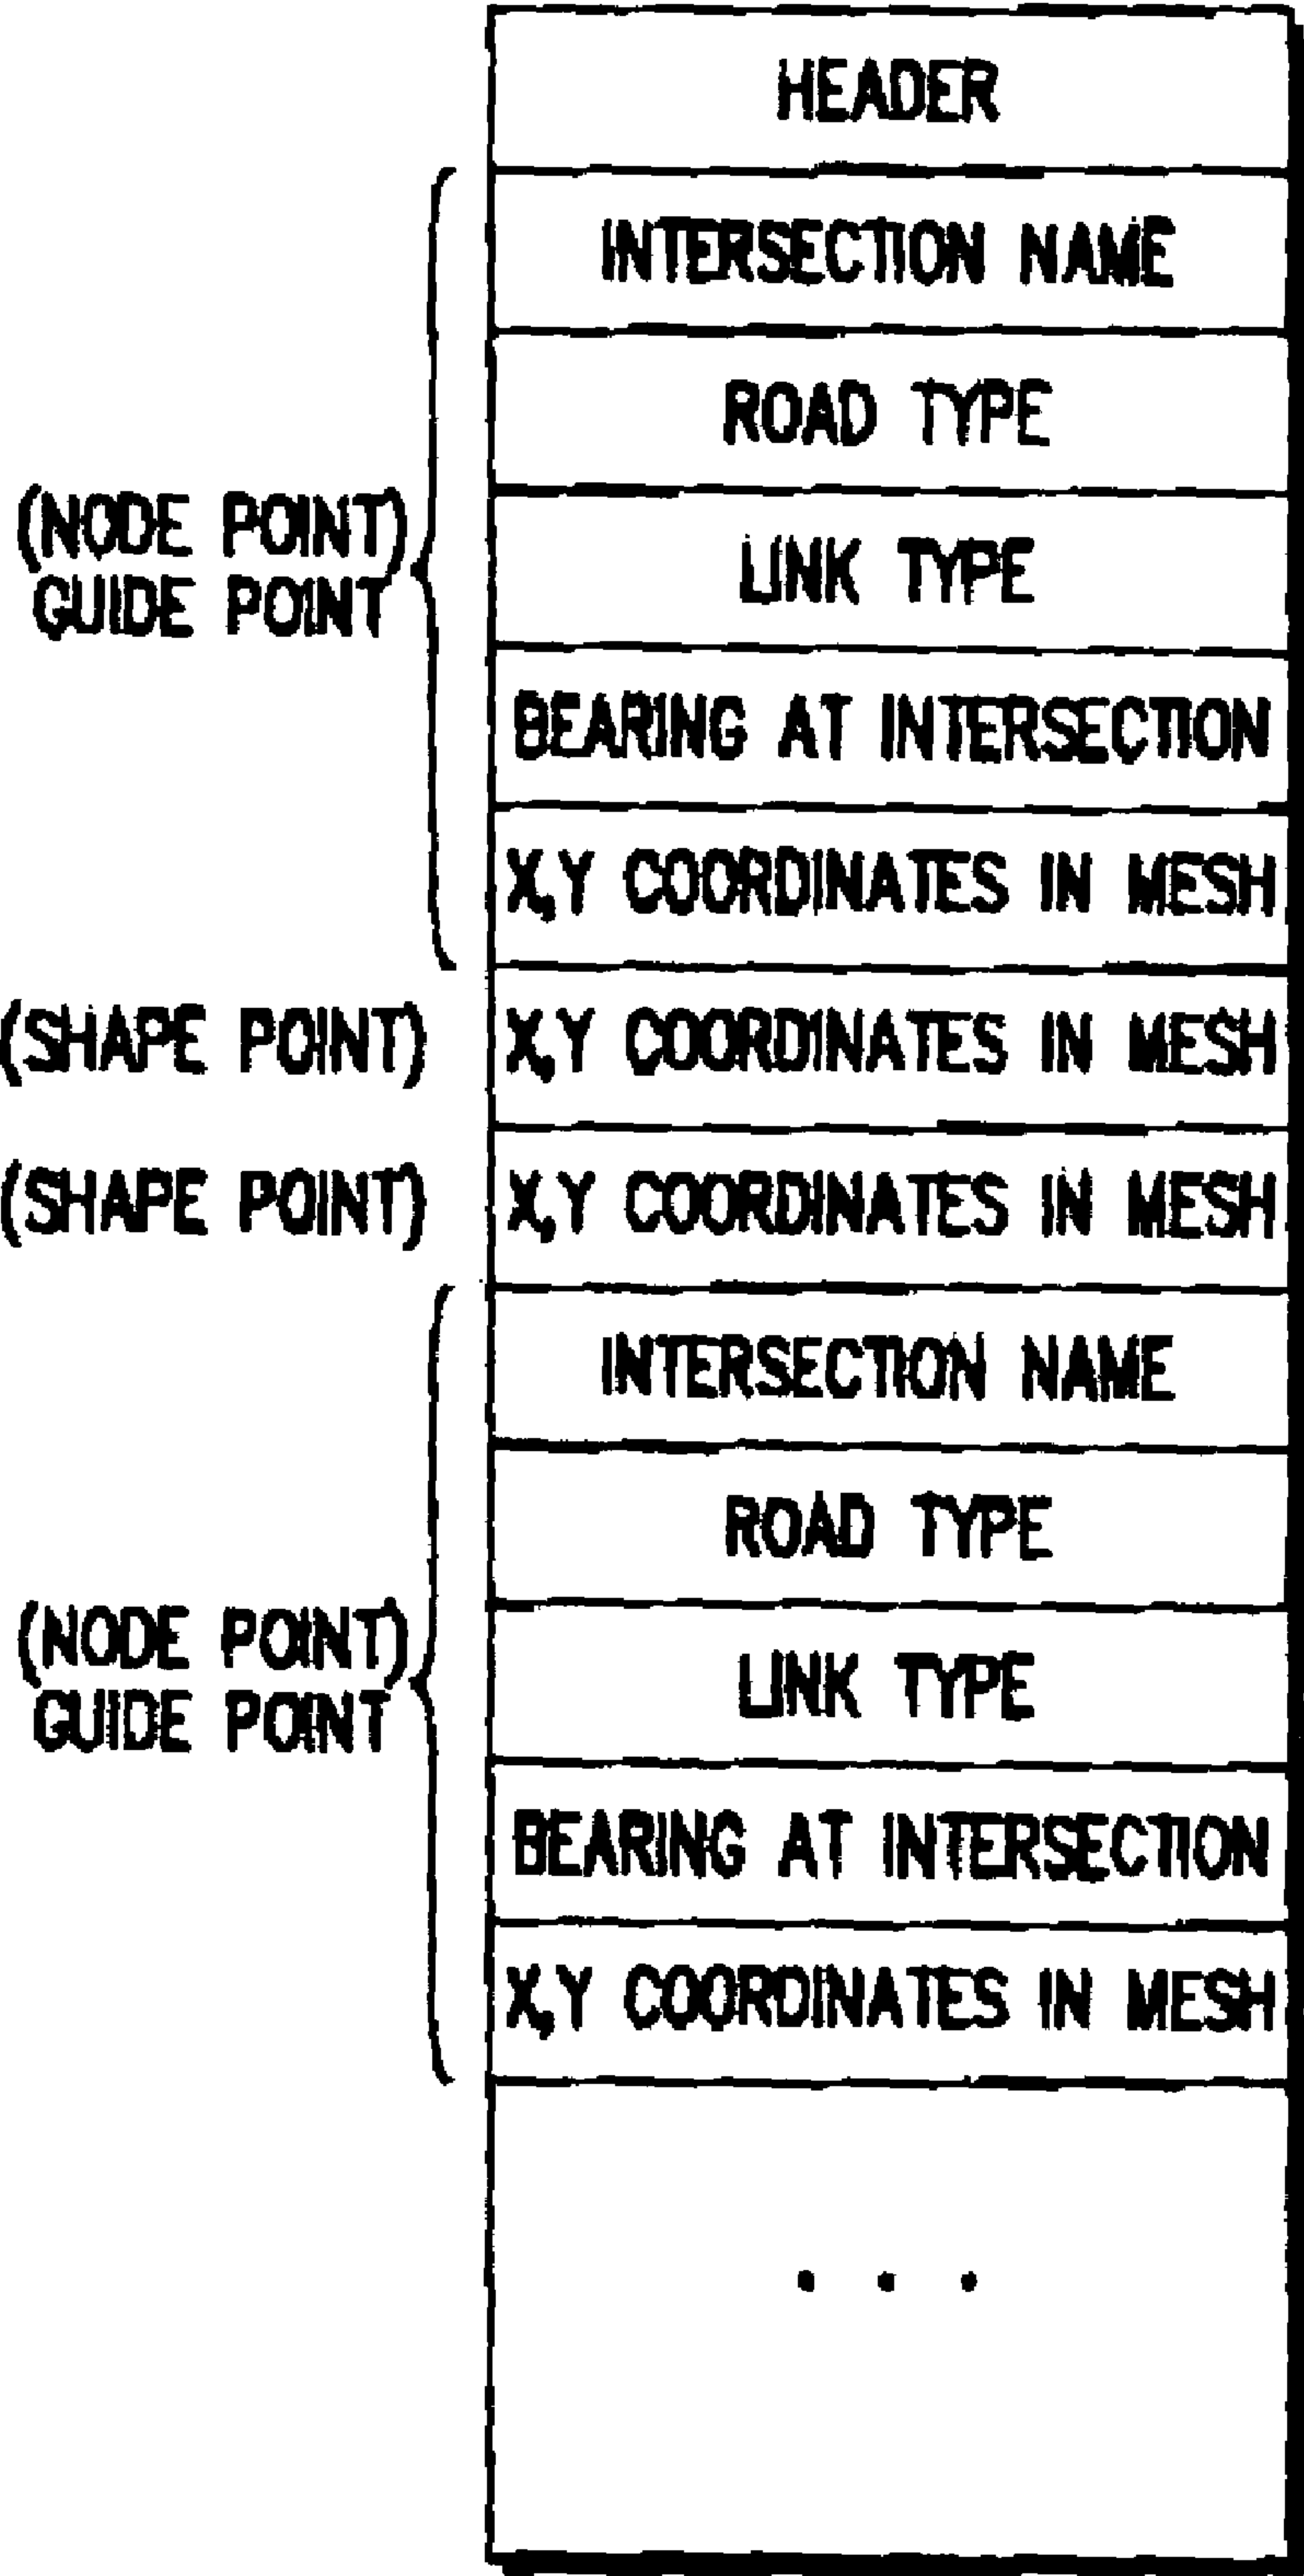 HEADER
INTERSECTION NAME
ROAD TYPE
(NODE POINT)
GUIDE POINT
LINK TYPE
BEARING AT INTERSECTION
X,Y COORDINATES IN MESH
(SHAPE POINT) X,Y COORDINATES IN MESH
(SHAPE POINT) X,Y COORDINATES IN MESH
INTERSECTION NAME
ROAD TYPE
(NODE POINT)
GUIDE POINT
LINK TYPE
BEARING AT INTERSECTION
X,Y COORDINATES IN MESH
. . .